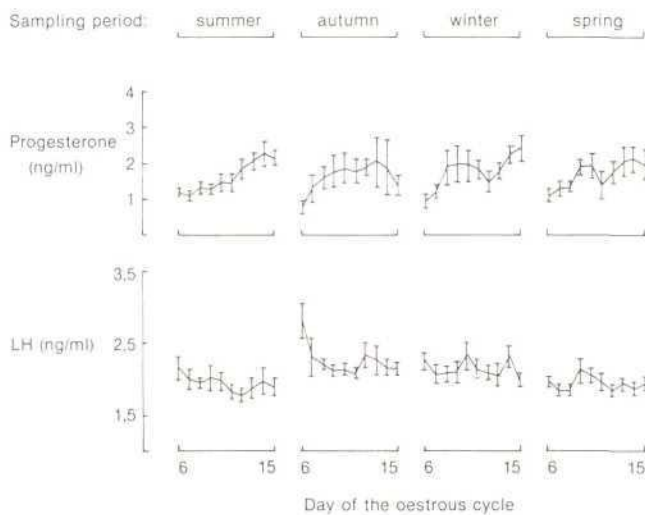 Sampling period: summer autumn winter spring
4
Progesterone 3
(ng/ml) 2
1
3,5
LH (ng/ml) 2,5
1,5
6 15 6 15 6 15 6 15
Day of the oestrous cycle